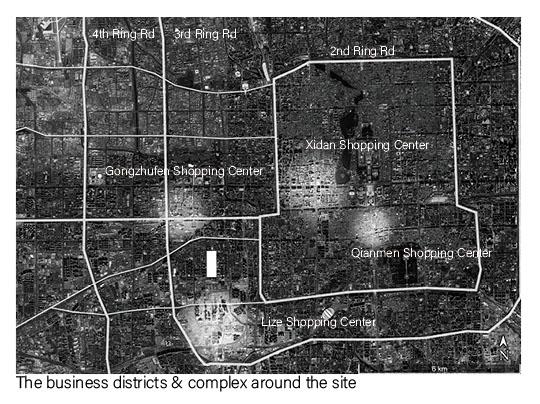 4th Ring Rd
3rd Ring Rd
2nd Ring Rd
Xidan Shopping Center
Gongzhufen Shopping Center
Qianmen Shopping Center
Lize Shopping Center
N
6 km
The business districts & complex around the site